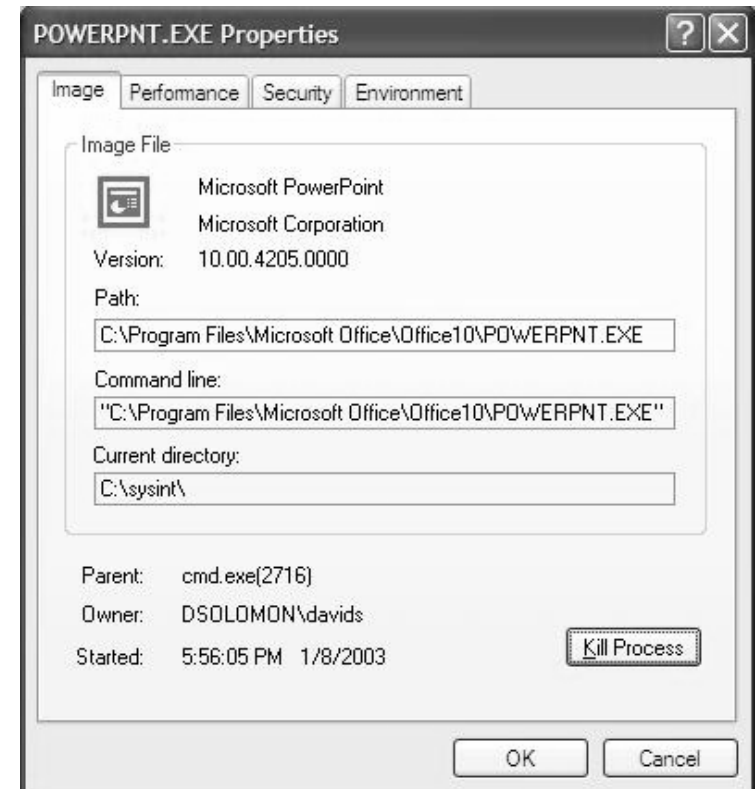 POWERPNT.EXE Properties
Image Performance Security Environment
Image File
Microsoft PowerPoint
Microsoft Corporation
Version: 10.00.4205.0000
Path:
C:\Program Files\Microsoft Office\Office10\POWERPNT.EXE
Command line:
"C:\Program Files\Microsoft Office\Office10\POWERPNT.EXE"
Current directory:
C:\sysint\
Parent: cmd.exe(2716)
Owner: DSOLOMON\davids
Started: 5:56:05 PM 1/8/2003
Kill Process
OK Cancel